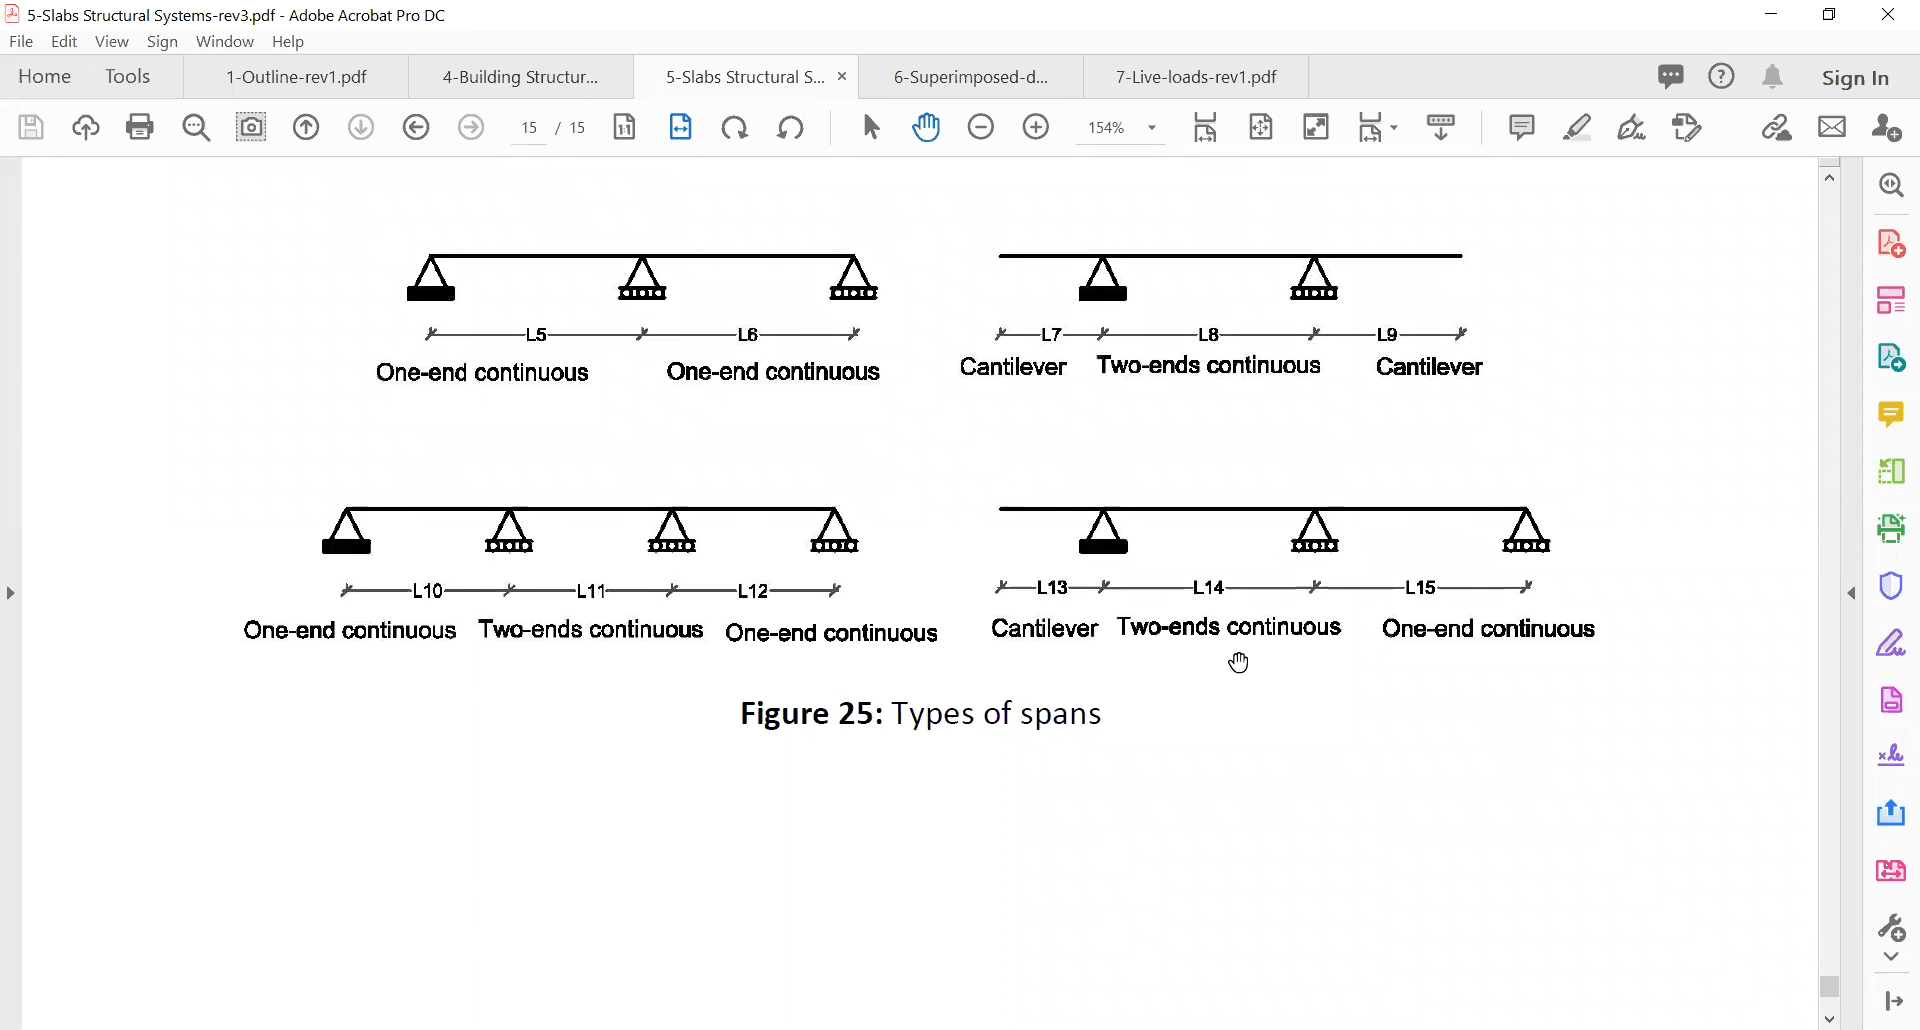 5-Slabs Structural Systems-rev3.pdf - Adobe Acrobat Pro DC
File Edit View Sign Window Help
Home Tools 1-Outline-rev1.pdf 4-Building Structur... 5-Slabs Structural S... × 6-Superimposed-d... 7-Live-loads-rev1.pdf Sign In
15 / 15 1:1 154%
L5 L6
One-end continuous One-end continuous
L7 L8 L9
Cantilever Two-ends continuous Cantilever
L10 L11 L12
One-end continuous Two-ends continuous One-end continuous
L13 L14 L15
Cantilever Two-ends continuous One-end continuous
Figure 25: Types of spans